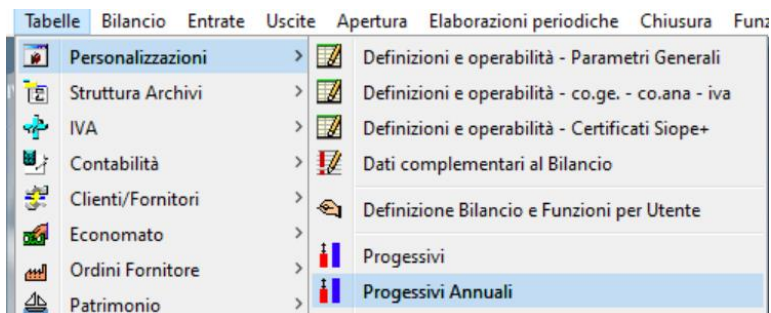 Tabelle Bilancio Entrate Uscite Apertura Elaborazioni periodiche Chiusura Funz
Personalizzazioni
Struttura Archivi
IVA
Contabilità
Clienti/Fornitori
Economato
Ordini Fornitore
Patrimonio
Definizioni e operabilità - Parametri Generali
Definizioni e operabilità - co.ge. - co.ana - iva
Definizioni e operabilità - Certificati Siope+
Dati complementari al Bilancio
Definizione Bilancio e Funzioni per Utente
Progessivi
Progessivi Annuali